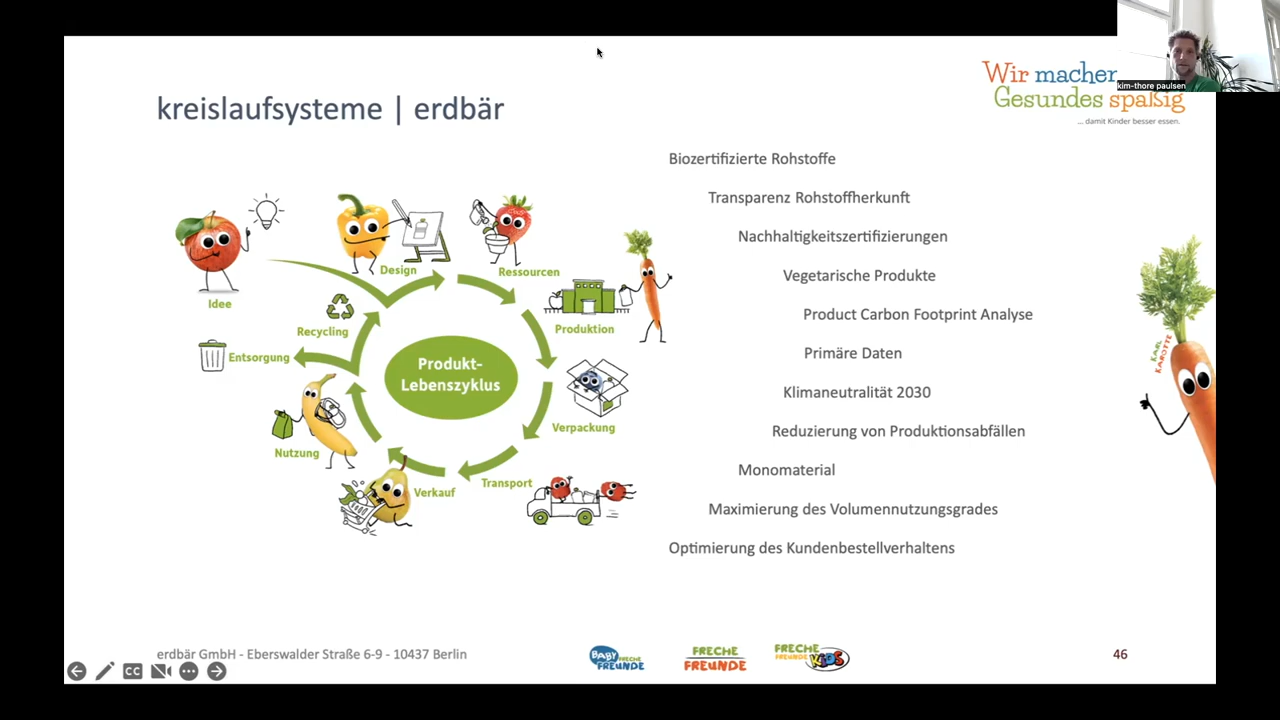 kim-thore paulsen
Wir machen
Gesundes spaßig
... damit Kinder besser essen.
kreislaufsysteme | erdbär
Idee
Design
Ressourcen
Produktion
Verpackung
Transport
Verkauf
Nutzung
Entsorgung
Recycling
Produkt-
Lebenszyklus
Biozertifizierte Rohstoffe
Transparenz Rohstoffherkunft
Nachhaltigkeitszertifizierungen
Vegetarische Produkte
Product Carbon Footprint Analyse
Primäre Daten
Klimaneutralität 2030
Reduzierung von Produktionsabfällen
Monomaterial
Maximierung des Volumennutzungsgrades
Optimierung des Kundenbestellverhaltens
KARL
KAROTTE
erdbär GmbH - Eberswalder Straße 6-9 - 10437 Berlin
BABY
FRECHE
FREUNDE
FRECHE
FREUNDE
FRECHE
FREUNDE
KIDS
46
CC